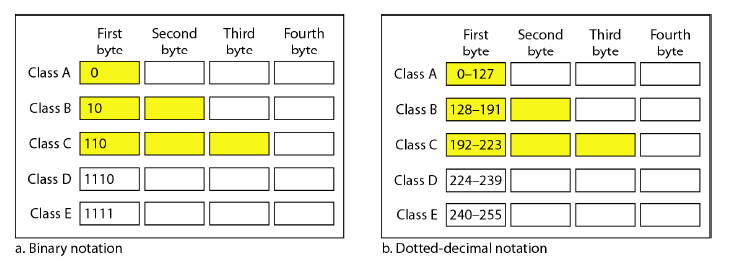 First Second Third Fourth
byte byte byte byte
Class A 0
Class B 10
Class C 110
Class D 1110
Class E 1111
a. Binary notation
First Second Third Fourth
byte byte byte byte
Class A 0–127
Class B 128–191
Class C 192–223
Class D 224–239
Class E 240–255
b. Dotted-decimal notation